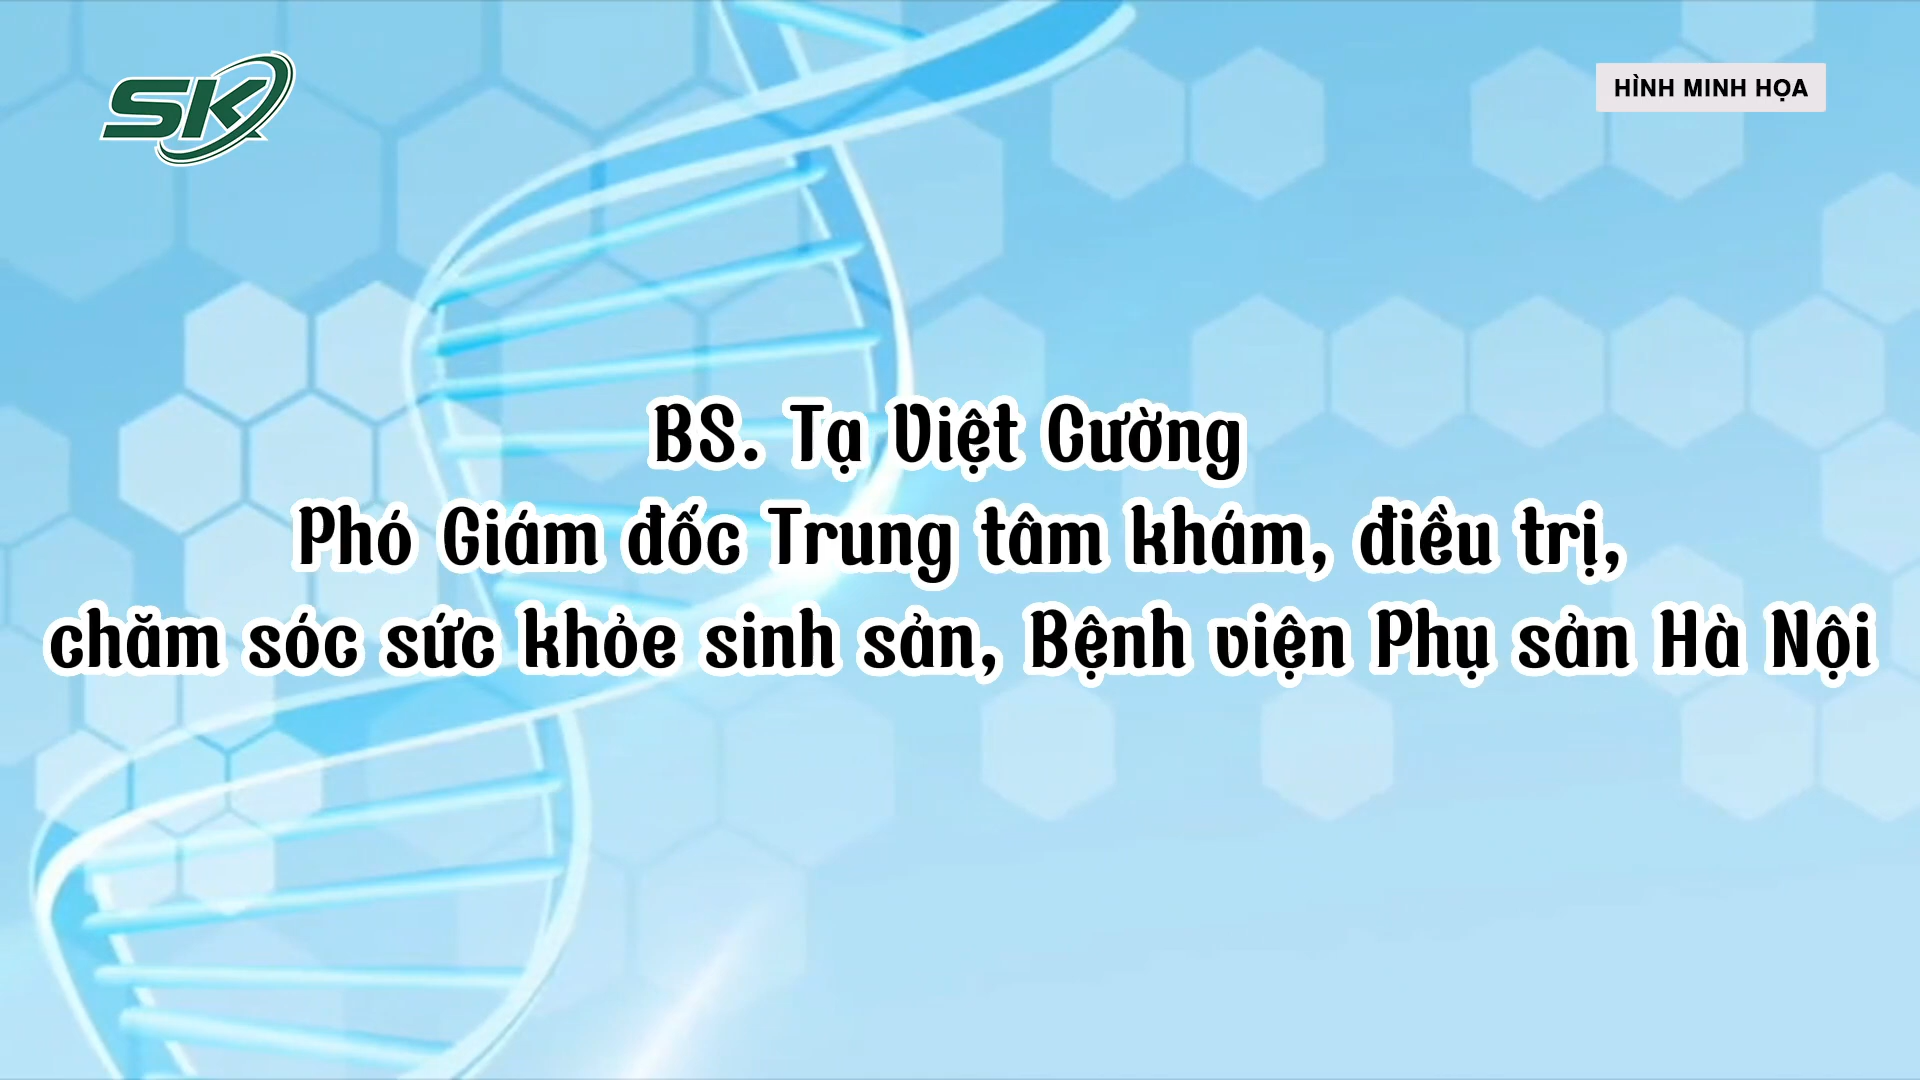 SK
HÌNH MINH HỌA
BS. Tạ Việt Cường
Phó Giám đốc Trung tâm khám, điều trị,
chăm sóc sức khỏe sinh sản, Bệnh viện Phụ sản Hà Nội